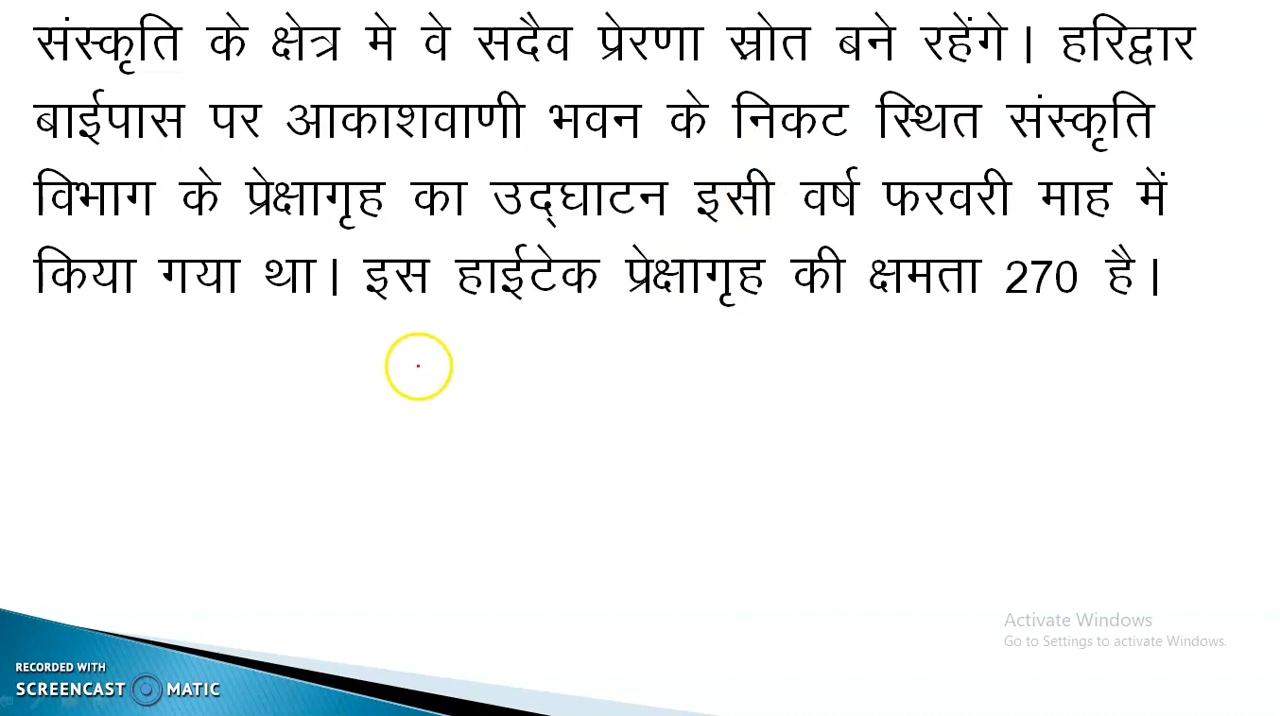 संस्कृति के क्षेत्र मे वे सदैव प्रेरणा स्रोत बने रहेंगे। हरिद्वार
बाईपास पर आकाशवाणी भवन के निकट स्थित संस्कृति
विभाग के प्रेक्षागृह का उद्घाटन इसी वर्ष फरवरी माह में
किया गया था। इस हाईटेक प्रेक्षागृह की क्षमता 270 है।
Activate Windows
Go to Settings to activate Windows.
RECORDED WITH
SCREENCAST MATIC